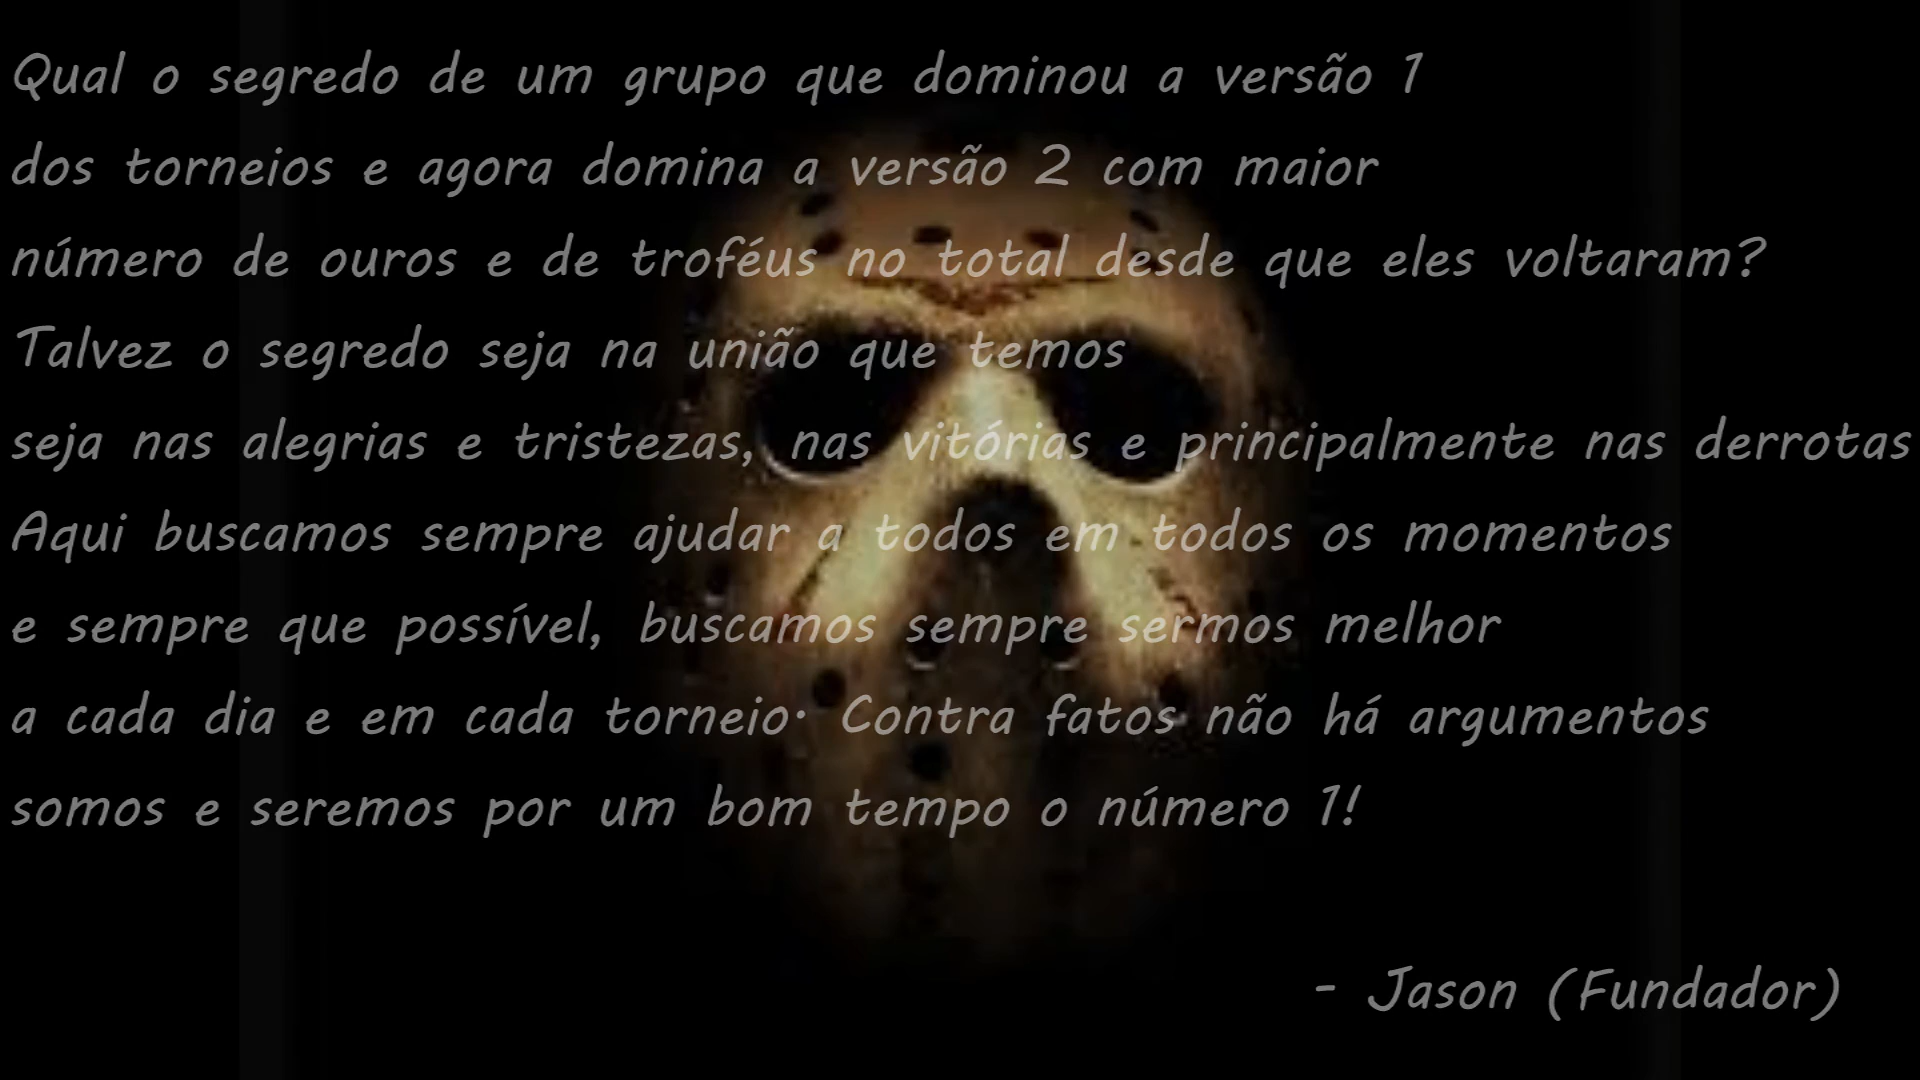 Qual o segredo de um grupo que dominou a versão 1
dos torneios e agora domina a versão 2 com maior
número de ouros e de troféus no total desde que eles voltaram?
Talvez o segredo seja na união que temos
seja nas alegrias e tristezas, nas vitórias e principalmente nas derrotas
Aqui buscamos sempre ajudar a todos em todos os momentos
e sempre que possível, buscamos sempre sermos melhor
a cada dia e em cada torneio. Contra fatos não há argumentos
somos e seremos por um bom tempo o número 1!
- Jason (Fundador)